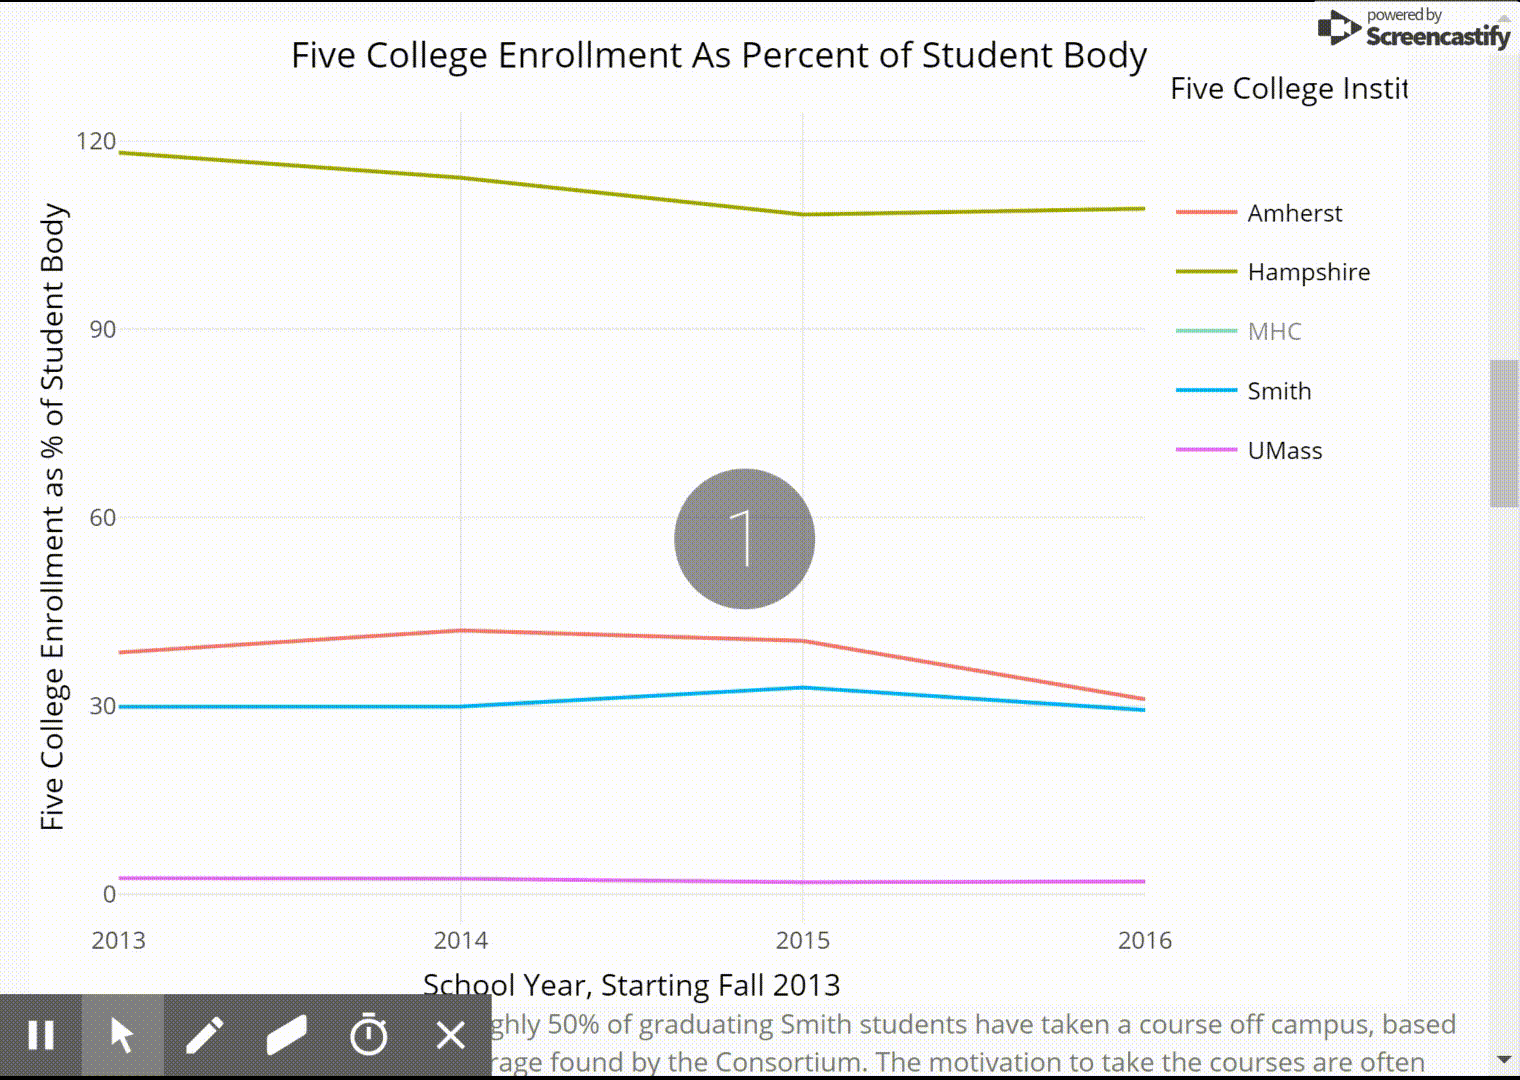 powered by
Screencastify
Five College Enrollment As Percent of Student Body
Five College Instit
120
90
60
30
0
Five College Enrollment as % of Student Body
Amherst
Hampshire
MHC
Smith
UMass
1
2013 2014 2015 2016
School Year, Starting Fall 2013
ghly 50% of graduating Smith students have taken a course off campus, based
rage found by the Consortium. The motivation to take the courses are often